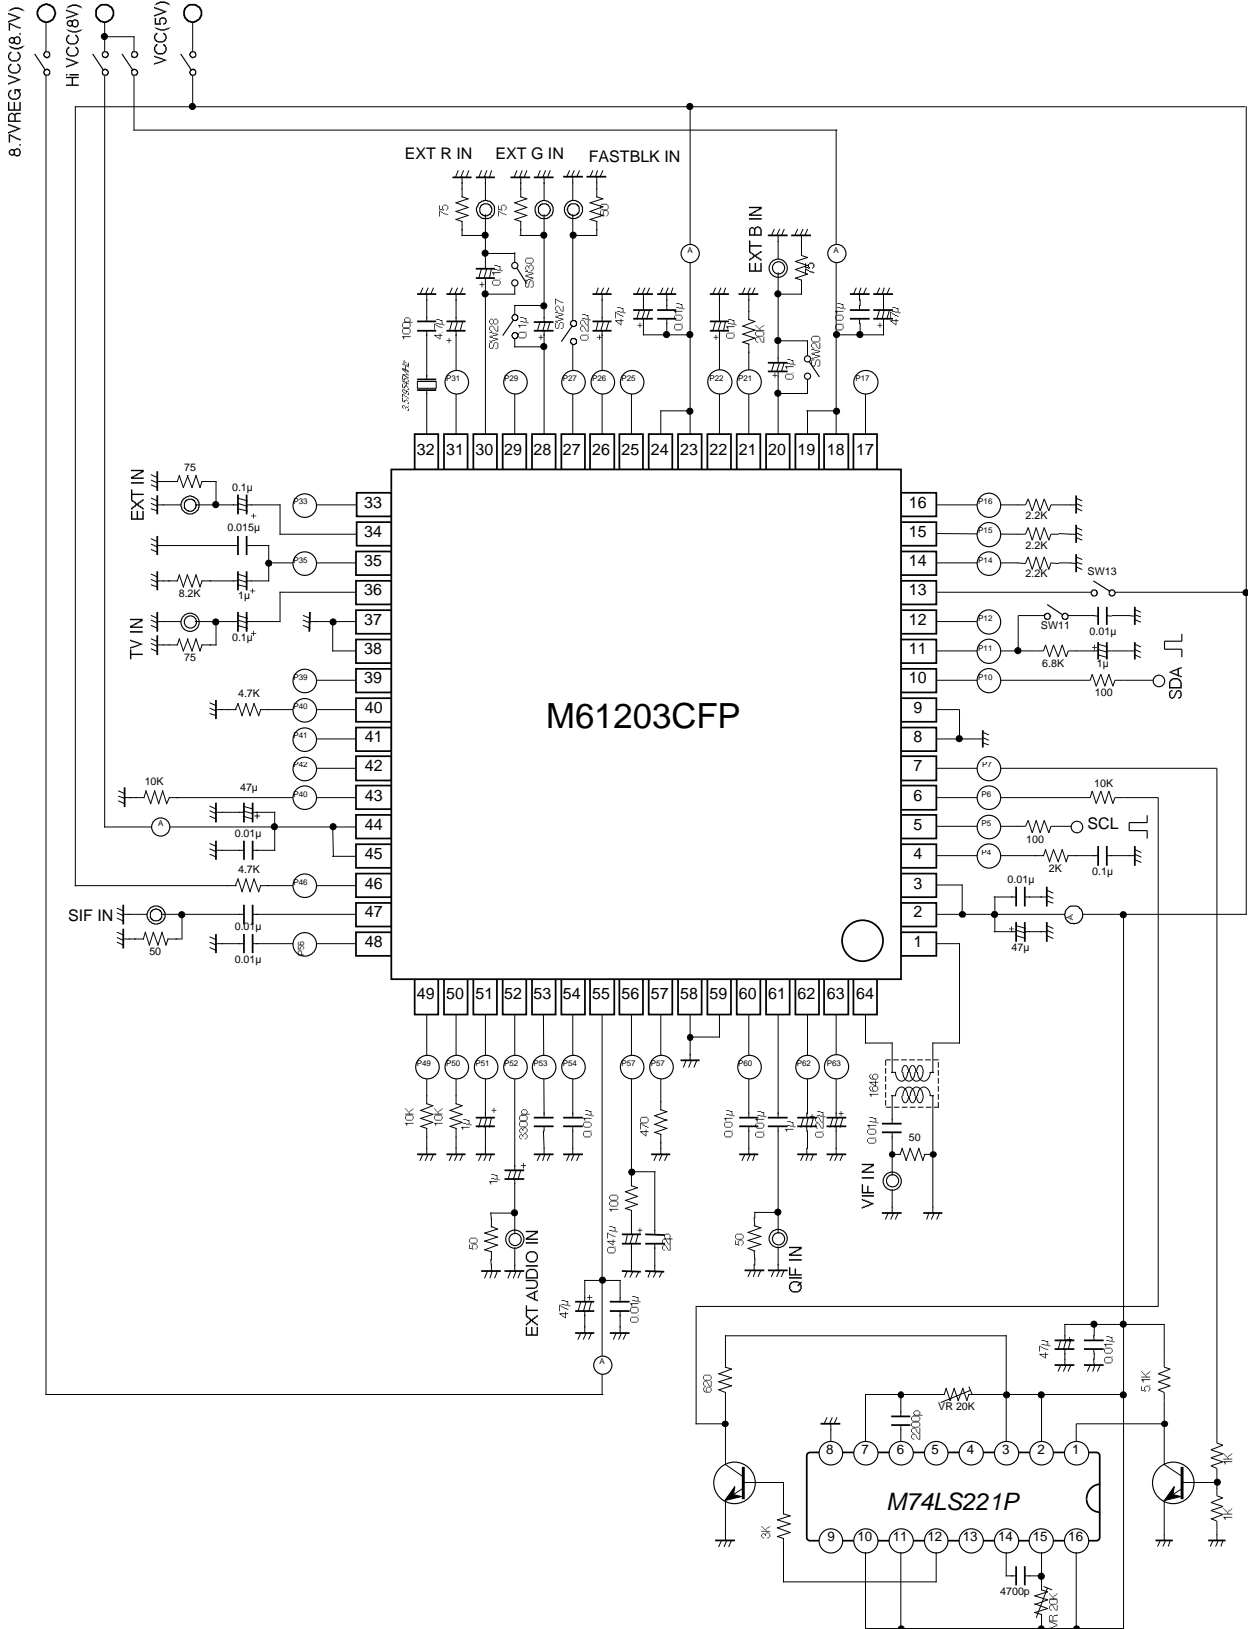 8.7VREG VCC(8.7V)
Hi VCC(8V)
VCC(5V)
EXT R IN
EXT G IN
FASTBLK IN
75
75
50
A
EXT B IN
75
A
0.1μ
SW30
SW28
0.1μ
SW27
0.22μ
47μ
0.01μ
0.1μ
20K
0.1μ
SW20
0.01μ
47μ
100p
4.7μ
3.579545MHz
P31
P29
P27
P26
P25
P22
P21
P17
32 31 30 29 28 27 26 25 24 23 22 21 20 19 18 17
EXT IN
75
0.1μ
P33
33
34
0.015μ
P35
35
8.2K
1μ
36
TV IN
75
0.1μ
37
38
P39
39
4.7K
P40
40
P41
41
P42
42
10K
P40
43
47μ
A
44
0.01μ
45
4.7K
P46
46
SIF IN
0.01μ
47
50
0.01μ
P55
48
M61203CFP
16
P16
2.2K
15
P15
2.2K
14
P14
2.2K
13
SW13
12
P12
SW11
0.01μ
11
P11
6.8K
1μ
10
P10
100
SDA
9
8
7
P7
6
P6
10K
5
P5
100
SCL
4
P4
2K
0.1μ
3
0.01μ
2
A
47μ
1
49 50 51 52 53 54 55 56 57 58 59 60 61 62 63 64
P49
P50
P51
P52
P53
P54
P57
P57
P60
P62
P63
1646
10K
10K
1μ
3300p
0.01μ
470
0.01μ
0.01μ
1μ
0.22μ
0.01μ
50
1μ
100
VIF IN
50
EXT AUDIO IN
0.47μ
22p
50
QIF IN
47μ
0.01μ
A
47μ
0.01μ
620
VR 20K
2200p
5.1K
8 7 6 5 4 3 2 1
1K
M74LS221P
3K
1K
9 10 11 12 13 14 15 16
4700p
VR 20K